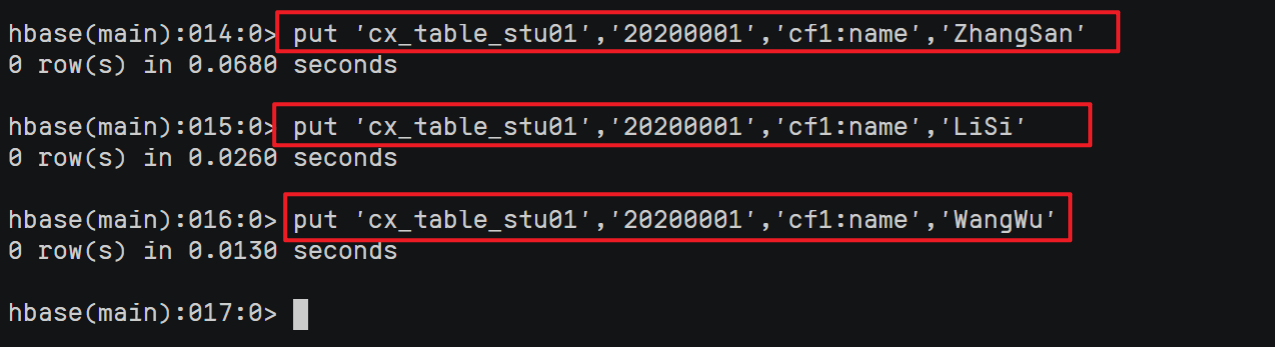 hbase(main):014:0> put 'cx_table_stu01','20200001','cf1:name','ZhangSan'
0 row(s) in 0.0680 seconds
hbase(main):015:0> put 'cx_table_stu01','20200001','cf1:name','LiSi'
0 row(s) in 0.0260 seconds
hbase(main):016:0> put 'cx_table_stu01','20200001','cf1:name','WangWu'
0 row(s) in 0.0130 seconds
hbase(main):017:0>